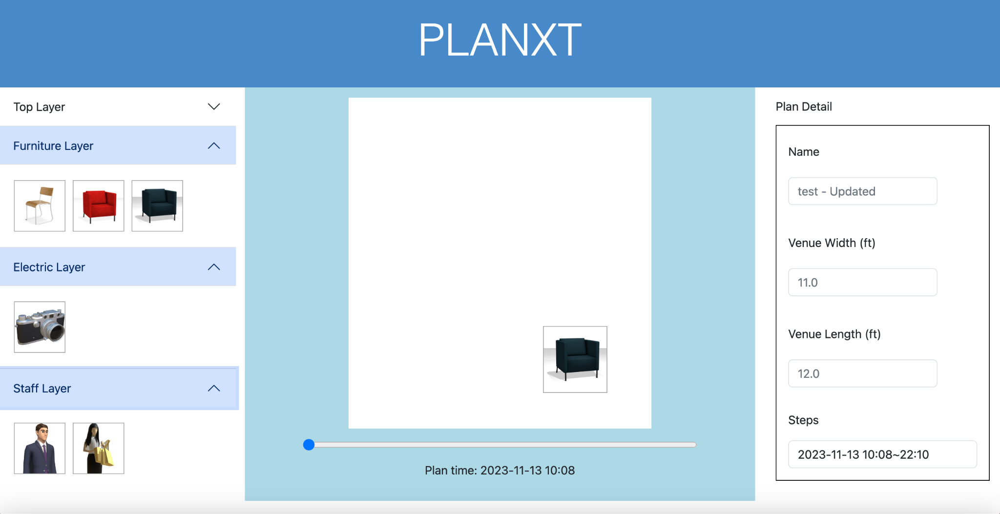 PLANXT
Top Layer
Furniture Layer
Electric Layer
Staff Layer
Plan time: 2023-11-13 10:08
Plan Detail
Name
test - Updated
Venue Width (ft)
11.0
Venue Length (ft)
12.0
Steps
2023-11-13 10:08~22:10